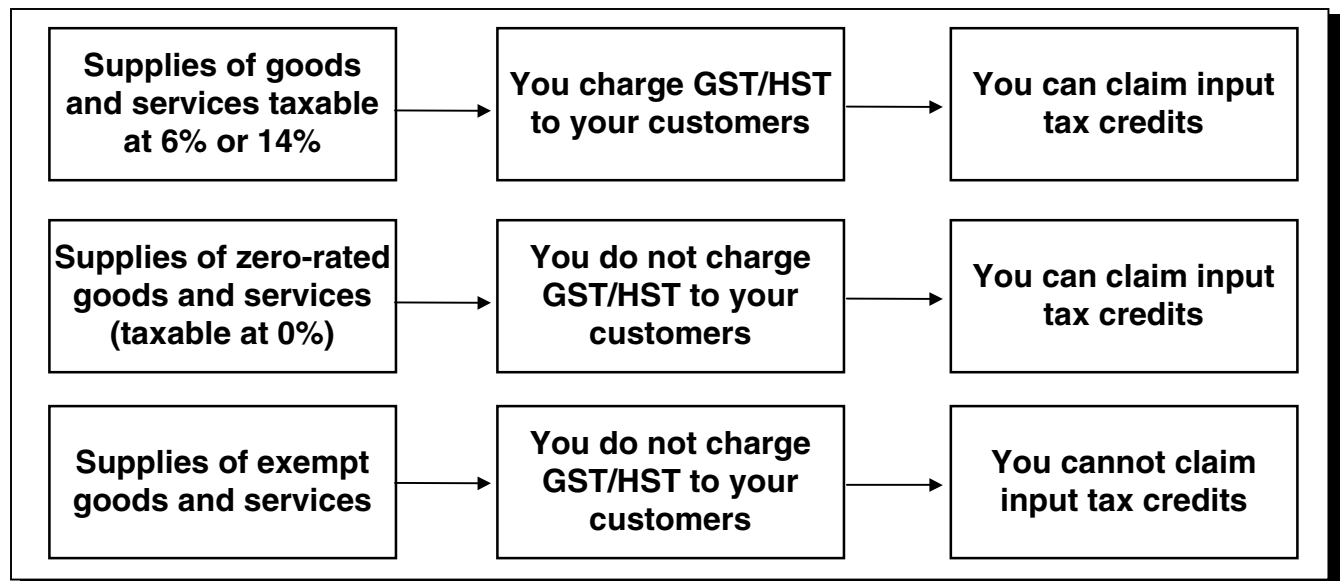 Supplies of goods
and services taxable
at 6% or 14%
You charge GST/HST
to your customers
You can claim input
tax credits
Supplies of zero-rated
goods and services
(taxable at 0%)
You do not charge
GST/HST to your
customers
You can claim input
tax credits
Supplies of exempt
goods and services
You do not charge
GST/HST to your
customers
You cannot claim
input tax credits